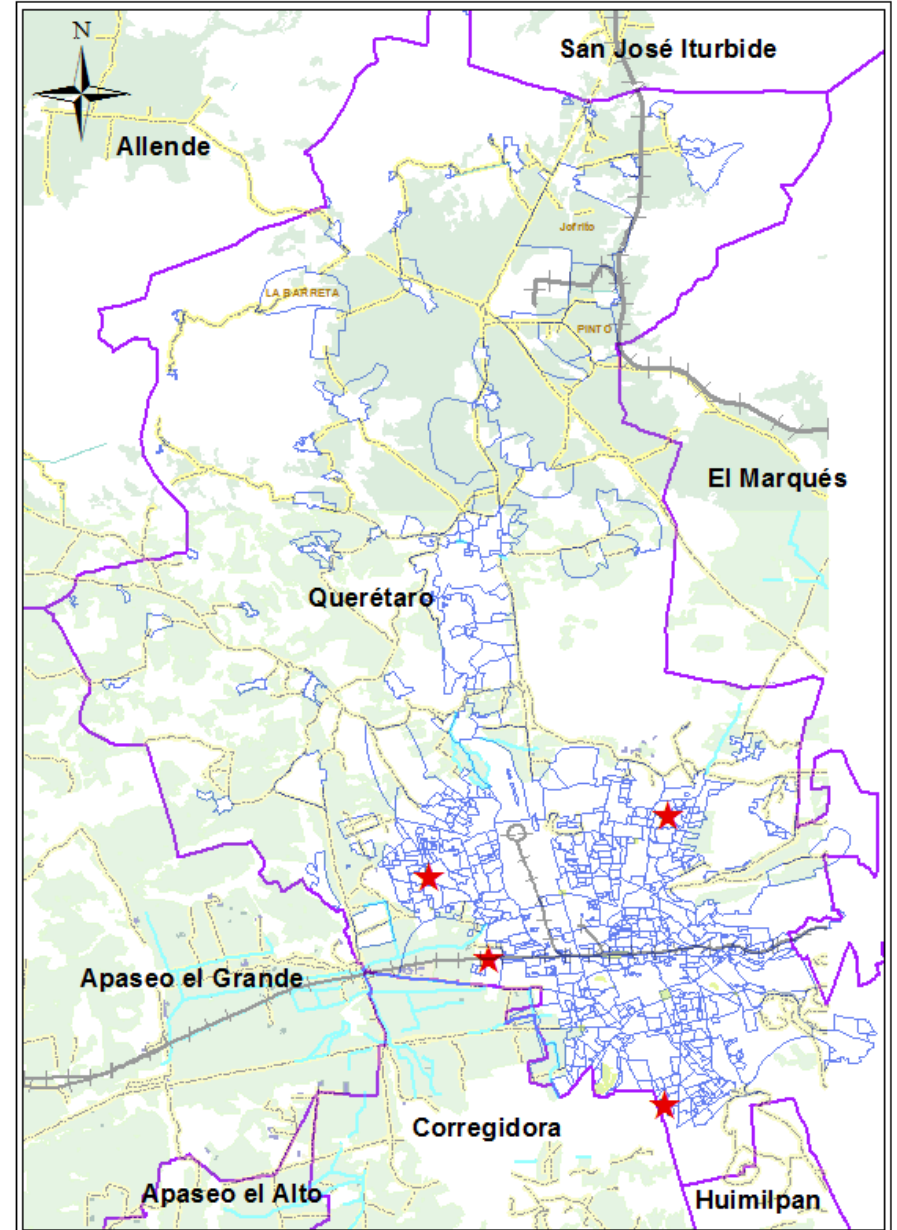 San José Iturbide
N
Allende
Jofrito
LA BARRETA
PINTO
El Marqués
Querétaro
Apaseo el Grande
Corregidora
Apaseo el Alto
Huimilpan